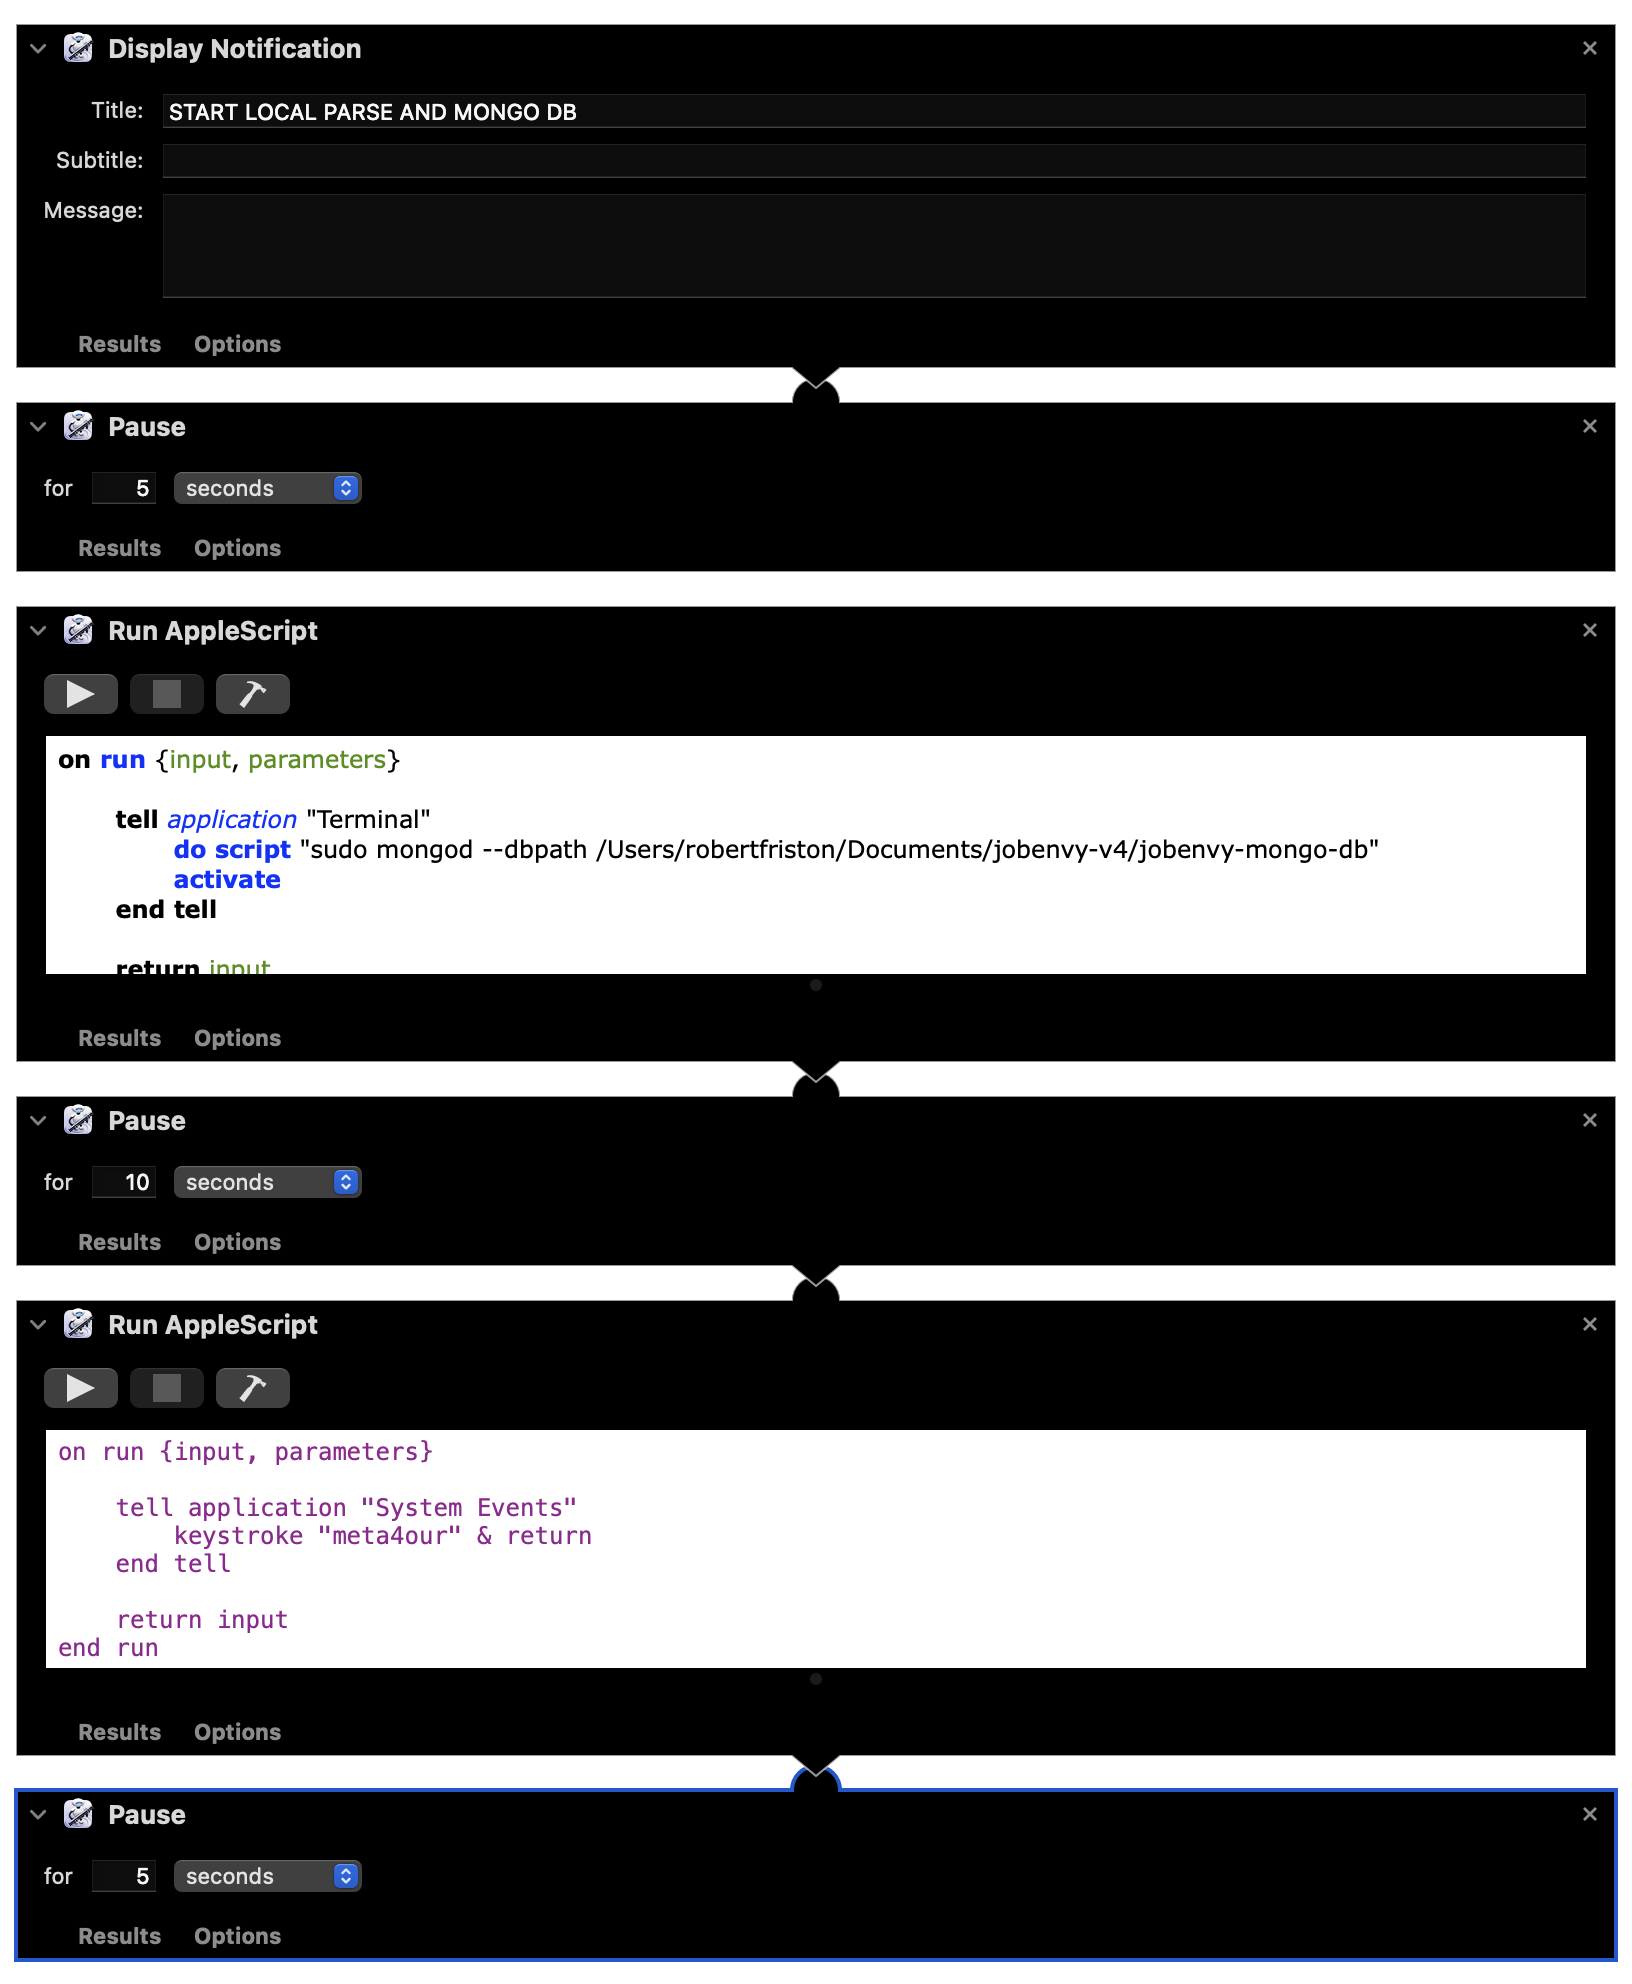 Display Notification
Title: START LOCAL PARSE AND MONGO DB
Subtitle:
Message:
Results Options
Pause
for 5 seconds
Results Options
Run AppleScript
on run {input, parameters}
tell application "Terminal"
do script "sudo mongod --dbpath /Users/robertfriston/Documents/jobenvy-v4/jobenvy-mongo-db"
activate
end tell
return input
Results Options
Pause
for 10 seconds
Results Options
Run AppleScript
on run {input, parameters}
tell application "System Events"
keystroke "meta4our" & return
end tell
return input
end run
Results Options
Pause
for 5 seconds
Results Options